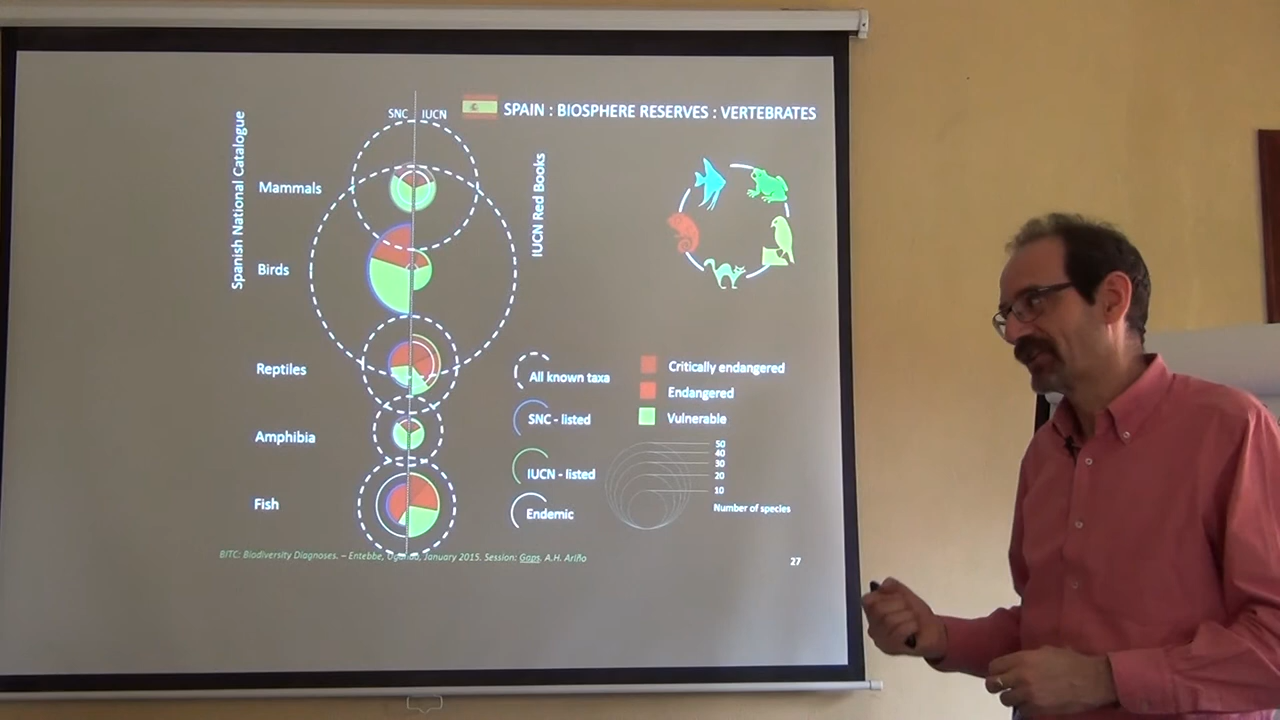 SPAIN : BIOSPHERE RESERVES : VERTEBRATES
SNC
IUCN
Spanish National Catalogue
IUCN Red Books
Mammals
Birds
Reptiles
Amphibia
Fish
All known taxa
SNC - listed
IUCN - listed
Endemic
Critically endangered
Endangered
Vulnerable
50
40
30
20
10
Number of species
BITC: Biodiversity Diagnoses. – Entebbe, Uganda, January 2015. Session: Gaps. A.H. Ariño
27